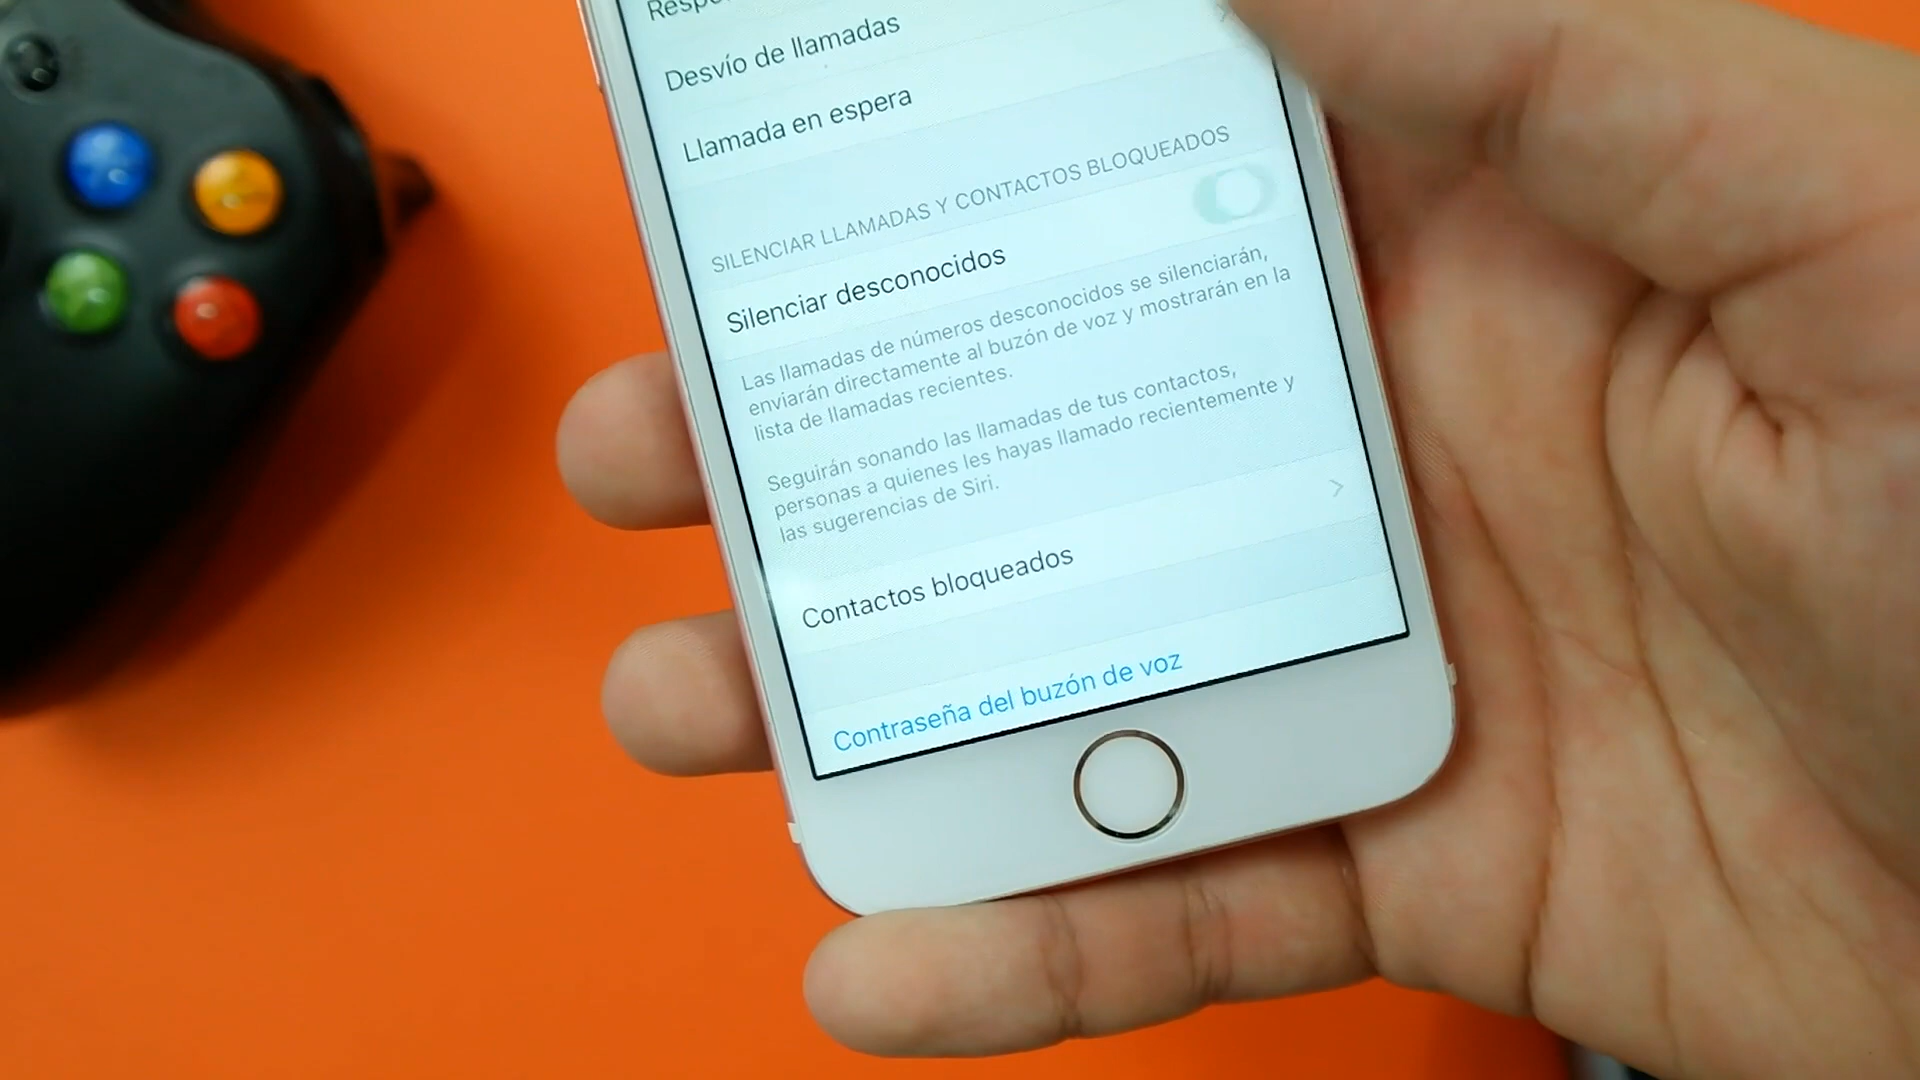 Desvío de llamadas
Llamada en espera
SILENCIAR LLAMADAS Y CONTACTOS BLOQUEADOS
Silenciar desconocidos
Las llamadas de números desconocidos se silenciarán,
enviarán directamente al buzón de voz y mostrarán en la
lista de llamadas recientes.
Seguirán sonando las llamadas de tus contactos,
personas a quienes les hayas llamado recientemente y
las sugerencias de Siri.
Contactos bloqueados
Contraseña del buzón de voz